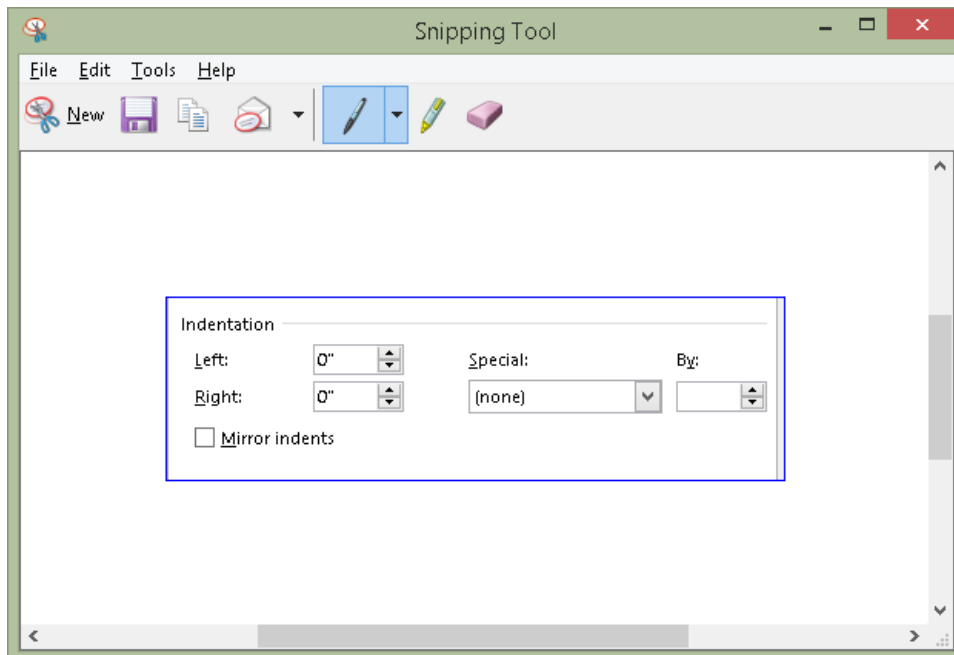 Snipping Tool
File Edit Tools Help
New
Indentation
Left: 0" Special: By:
Right: 0" (none)
Mirror indents